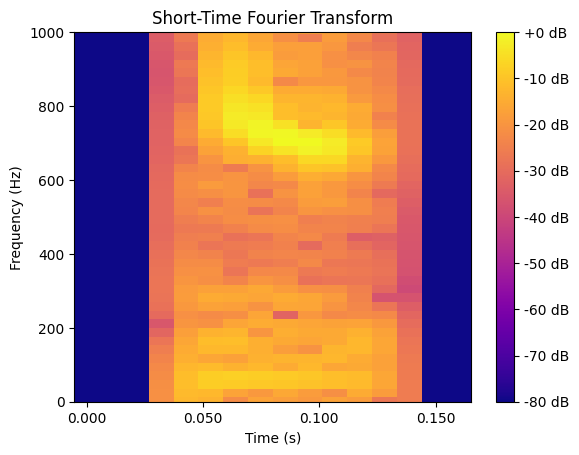 Short-Time Fourier Transform
1000
800
600
400
200
0
Frequency (Hz)
0.000
0.050
0.100
0.150
Time (s)
+0 dB
-10 dB
-20 dB
-30 dB
-40 dB
-50 dB
-60 dB
-70 dB
-80 dB